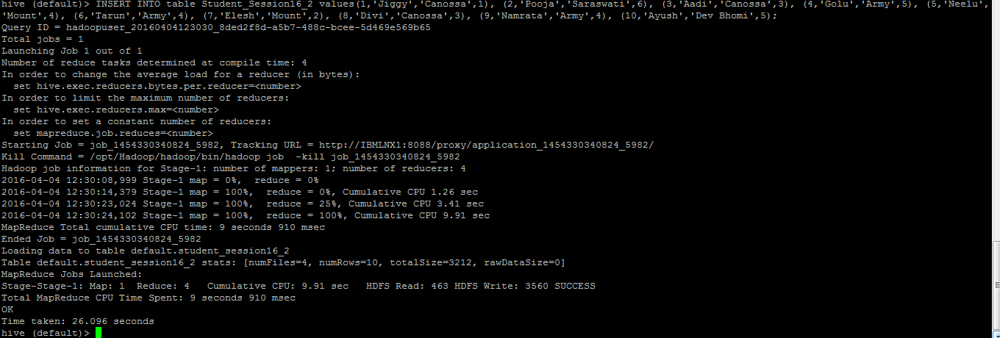 hive (default)> INSERT INTO table Student_Session16_2 values(1,'Jiggy','Canossa',1), (2,'Pooja','Saraswati',6), (3,'Aadi','Canossa',3), (4,'Golu','Army',5), (5,'Neelu',
'Mount',4), (6,'Tarun','Army',4), (7,'Elesh','Mount',2), (8,'Divi','Canossa',3), (9,'Namrata','Army',4), (10,'Ayush','Dev Bhomi',5);
Query ID = hadoopuser_20160404123030_8ded2f8d-a5b7-488c-bcee-5d469e569b65
Total jobs = 1
Launching Job 1 out of 1
Number of reduce tasks determined at compile time: 4
In order to change the average load for a reducer (in bytes):
  set hive.exec.reducers.bytes.per.reducer=<number>
In order to limit the maximum number of reducers:
  set hive.exec.reducers.max=<number>
In order to set a constant number of reducers:
  set mapreduce.job.reduces=<number>
Starting Job = job_1454330340824_5982, Tracking URL = http://IBMLNX1:8088/proxy/application_1454330340824_5982/
Kill Command = /opt/Hadoop/hadoop/bin/hadoop job  -kill job_1454330340824_5982
Hadoop job information for Stage-1: number of mappers: 1; number of reducers: 4
2016-04-04 12:30:08,999 Stage-1 map = 0%,  reduce = 0%
2016-04-04 12:30:14,379 Stage-1 map = 100%,  reduce = 0%, Cumulative CPU 1.26 sec
2016-04-04 12:30:23,024 Stage-1 map = 100%,  reduce = 25%, Cumulative CPU 3.41 sec
2016-04-04 12:30:24,102 Stage-1 map = 100%,  reduce = 100%, Cumulative CPU 9.91 sec
MapReduce Total cumulative CPU time: 9 seconds 910 msec
Ended Job = job_1454330340824_5982
Loading data to table default.student_session16_2
Table default.student_session16_2 stats: [numFiles=4, numRows=10, totalSize=3212, rawDataSize=0]
MapReduce Jobs Launched:
Stage-Stage-1: Map: 1  Reduce: 4   Cumulative CPU: 9.91 sec   HDFS Read: 463 HDFS Write: 3560 SUCCESS
Total MapReduce CPU Time Spent: 9 seconds 910 msec
OK
Time taken: 26.096 seconds
hive (default)>